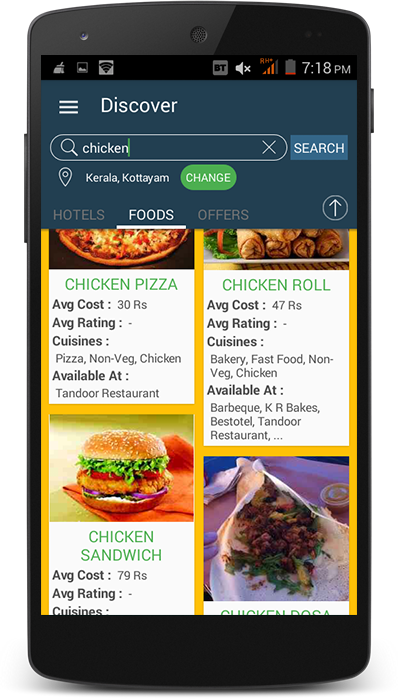 BT
RH+
7:18 PM
Discover
chicken
SEARCH
Kerala, Kottayam
CHANGE
HOTELS
FOODS
OFFERS
CHICKEN PIZZA
Avg Cost : 30 Rs
Avg Rating : -
Cuisines :
Pizza, Non-Veg, Chicken
Available At :
Tandoor Restaurant
CHICKEN ROLL
Avg Cost : 47 Rs
Avg Rating : -
Cuisines :
Bakery, Fast Food, Non-
Veg, Chicken
Available At :
Barbeque, K R Bakes,
Bestotel, Tandoor
Restaurant, ...
CHICKEN
SANDWICH
Avg Cost : 79 Rs
Avg Rating : -
Cuisines :
CHICKEN DOSA